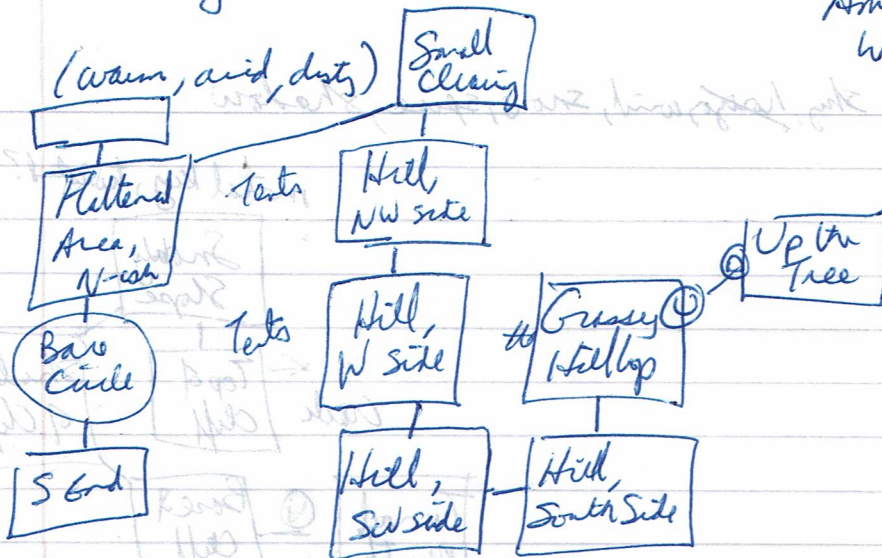 (warm, arid, dusty)
Small
Clearing
Flattened
Area,
N-ish
Tents
Hill,
NW side
Bare
Circle
Tents
Hill,
W side
Grassy
Hilltop
U
D
Up the
Tree
S End
Hill,
SW side
Hill,
South Side